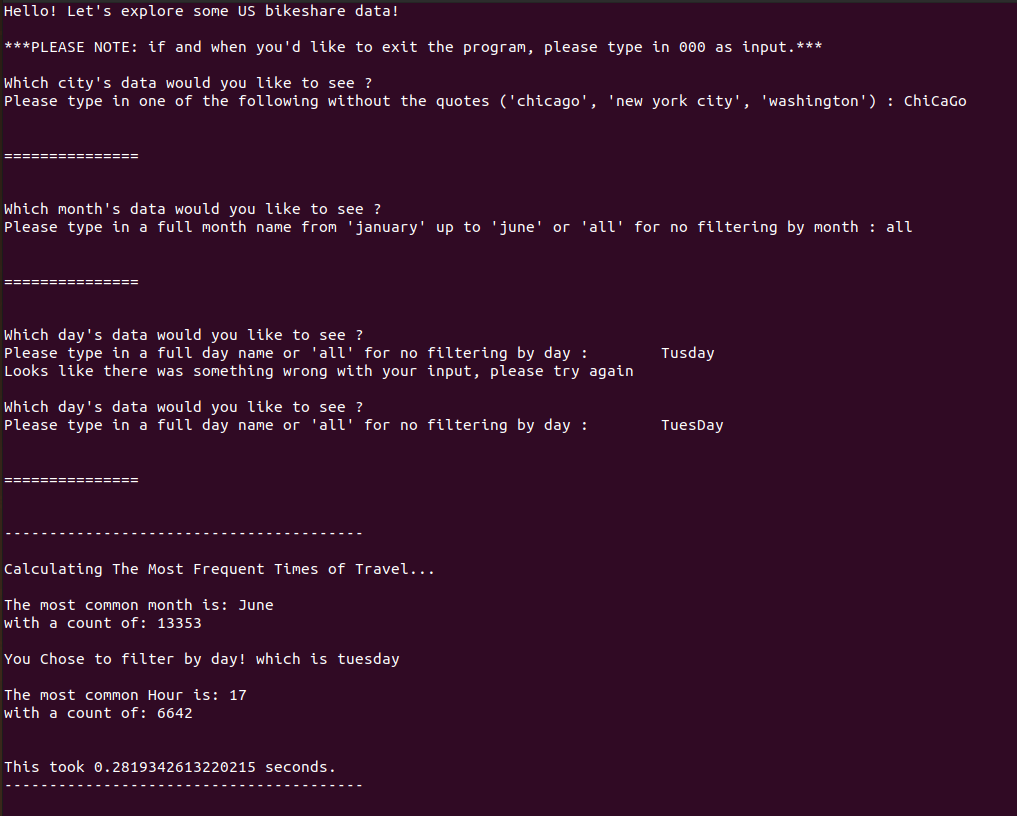 Hello! Let's explore some US bikeshare data!
***PLEASE NOTE: if and when you'd like to exit the program, please type in 000 as input.***
Which city's data would you like to see ?
Please type in one of the following without the quotes ('chicago', 'new york city', 'washington') : ChiCaGo
===============
Which month's data would you like to see ?
Please type in a full month name from 'january' up to 'june' or 'all' for no filtering by month : all
===============
Which day's data would you like to see ?
Please type in a full day name or 'all' for no filtering by day :        Tusday
Looks like there was something wrong with your input, please try again
Which day's data would you like to see ?
Please type in a full day name or 'all' for no filtering by day :        TuesDay
===============
----------------------------------------
Calculating The Most Frequent Times of Travel...
The most common month is: June
with a count of: 13353
You Chose to filter by day! which is tuesday
The most common Hour is: 17
with a count of: 6642
This took 0.2819342613220215 seconds.
----------------------------------------